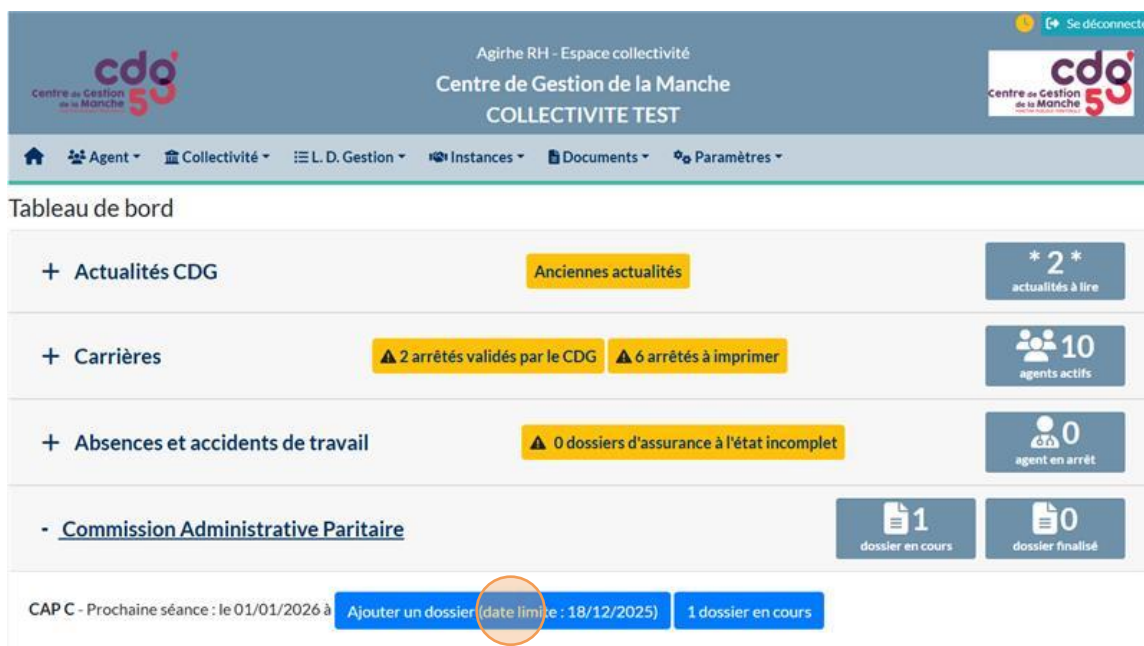 Se déconnecte
cdg
Centre de Gestion
de la Manche
50
Agirhe RH - Espace collectivité
Centre de Gestion de la Manche
COLLECTIVITE TEST
cdg
Centre de Gestion
de la Manche
50
Agent
Collectivité
L. D. Gestion
Instances
Documents
Paramètres
Tableau de bord
+ Actualités CDG
Anciennes actualités
* 2 *
actualités à lire
+ Carrières
2 arrêtés validés par le CDG
6 arrêtés à imprimer
10
agents actifs
+ Absences et accidents de travail
0 dossiers d'assurance à l'état incomplet
0
agent en arrêt
- Commission Administrative Paritaire
1
dossier en cours
0
dossier finalisé
CAP C - Prochaine séance : le 01/01/2026 à Ajouter un dossier (date limite : 18/12/2025) 1 dossier en cours